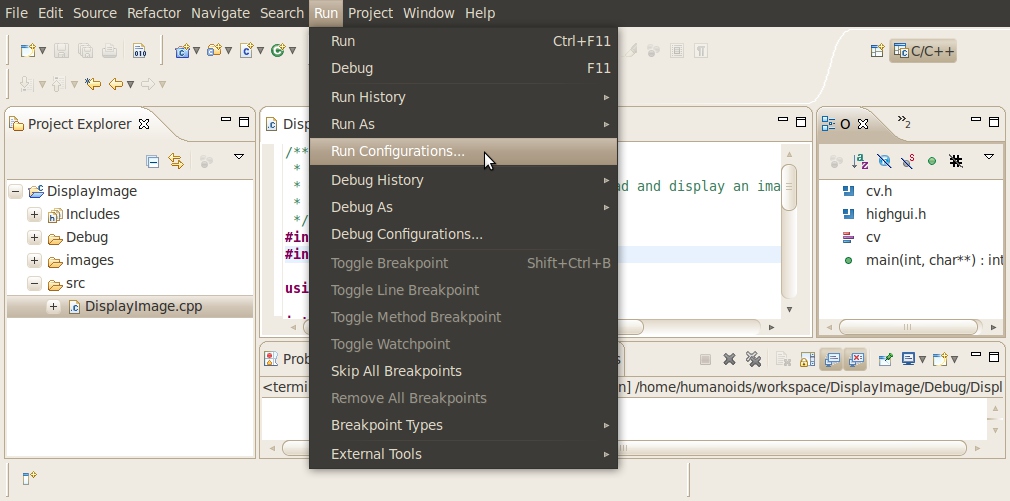 File Edit Source Refactor Navigate Search Run Project Window Help
C/C++
Run Ctrl+F11
Debug F11
Run History
Run As
Run Configurations...
Debug History
Debug As
Debug Configurations...
Toggle Breakpoint Shift+Ctrl+B
Toggle Line Breakpoint
Toggle Method Breakpoint
Toggle Watchpoint
Skip All Breakpoints
Remove All Breakpoints
Breakpoint Types
External Tools
Project Explorer
DisplayImage
Includes
Debug
images
src
DisplayImage.cpp
Disp
/**
*
* ad and display an ima
*
*/
#in
#in
usi
O
»2
cv.h
highgui.h
cv
main(int, char**) : int
Prob s
<termi n] /home/humanoids/workspace/DisplayImage/Debug/Displ